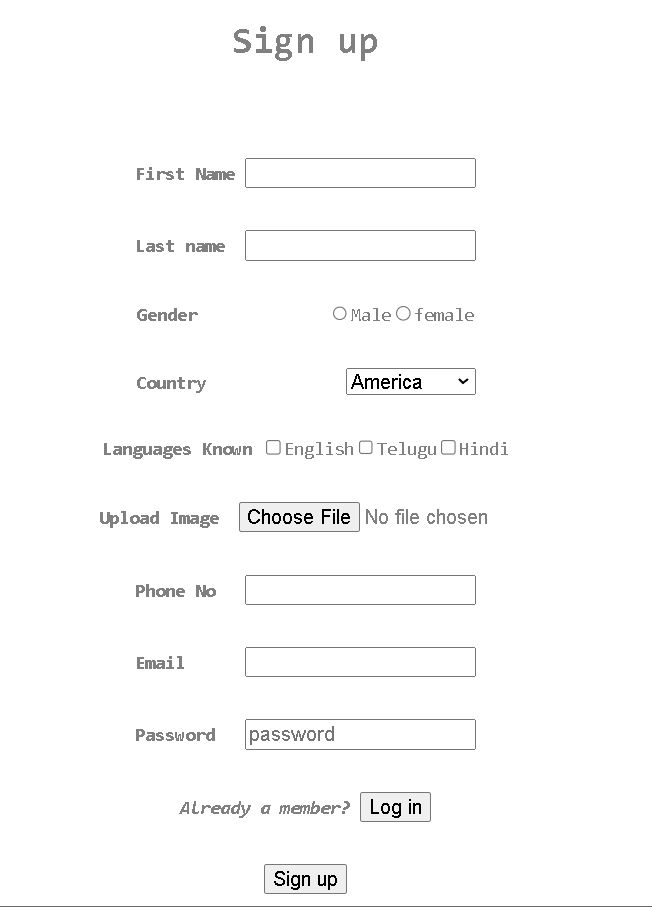 Sign up
First Name
Last name
Gender Male female
Country America
Languages Known English Telugu Hindi
Upload Image Choose File No file chosen
Phone No
Email
Password password
Already a member? Log in
Sign up